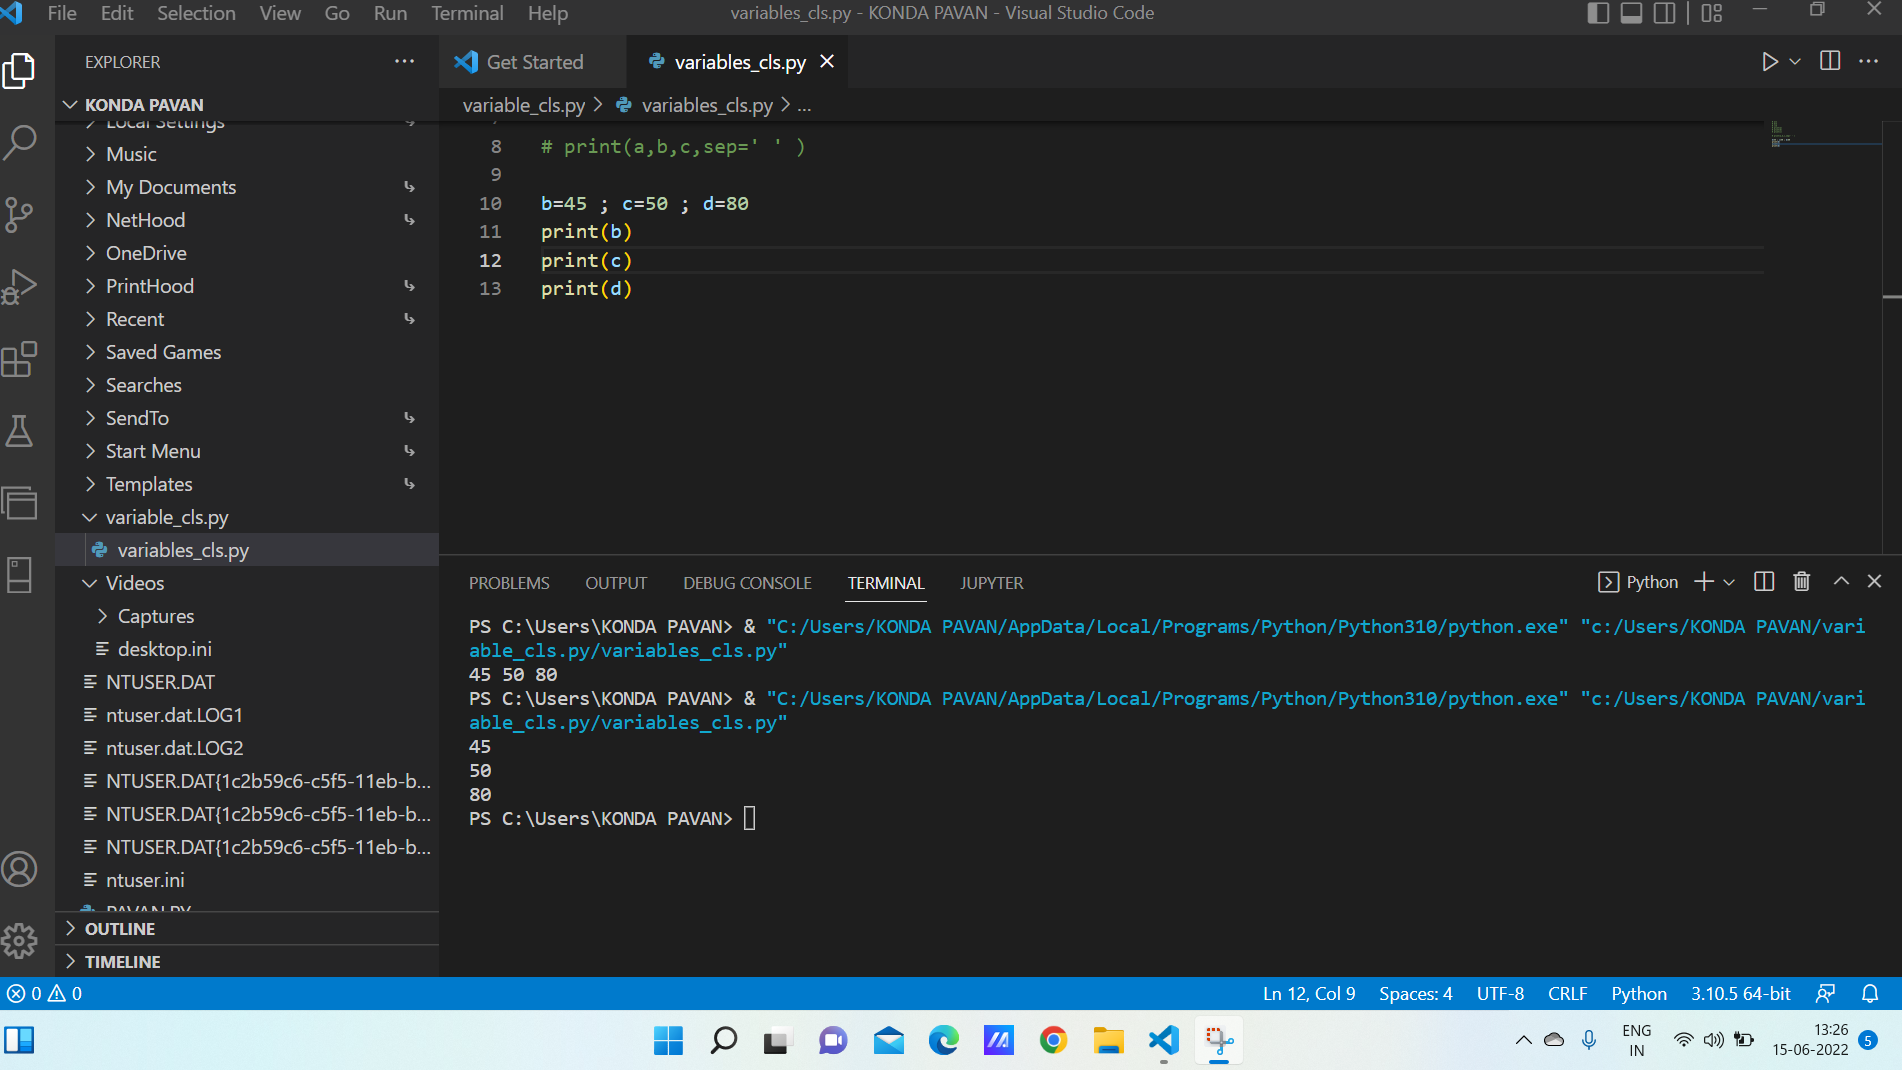 File Edit Selection View Go Run Terminal Help
variables_cls.py - KONDA PAVAN - Visual Studio Code
EXPLORER
KONDA PAVAN
Local Settings
Music
My Documents
NetHood
OneDrive
PrintHood
Recent
Saved Games
Searches
SendTo
Start Menu
Templates
variable_cls.py
variables_cls.py
Videos
Captures
desktop.ini
NTUSER.DAT
ntuser.dat.LOG1
ntuser.dat.LOG2
NTUSER.DAT{1c2b59c6-c5f5-11eb-b...
NTUSER.DAT{1c2b59c6-c5f5-11eb-b...
NTUSER.DAT{1c2b59c6-c5f5-11eb-b...
ntuser.ini
PAVAN.PY
OUTLINE
TIMELINE
Get Started
variables_cls.py
variable_cls.py > variables_cls.py > ...
8 # print(a,b,c,sep=' ' )
9
10 b=45 ; c=50 ; d=80
11 print(b)
12 print(c)
13 print(d)
PROBLEMS OUTPUT DEBUG CONSOLE TERMINAL JUPYTER
Python
PS C:\Users\KONDA PAVAN> & "C:/Users/KONDA PAVAN/AppData/Local/Programs/Python/Python310/python.exe" "c:/Users/KONDA PAVAN/vari
able_cls.py/variables_cls.py"
45 50 80
PS C:\Users\KONDA PAVAN> & "C:/Users/KONDA PAVAN/AppData/Local/Programs/Python/Python310/python.exe" "c:/Users/KONDA PAVAN/vari
able_cls.py/variables_cls.py"
45
50
80
PS C:\Users\KONDA PAVAN>
0 0
Ln 12, Col 9 Spaces: 4 UTF-8 CRLF Python 3.10.5 64-bit
ENG
IN
13:26
15-06-2022
5